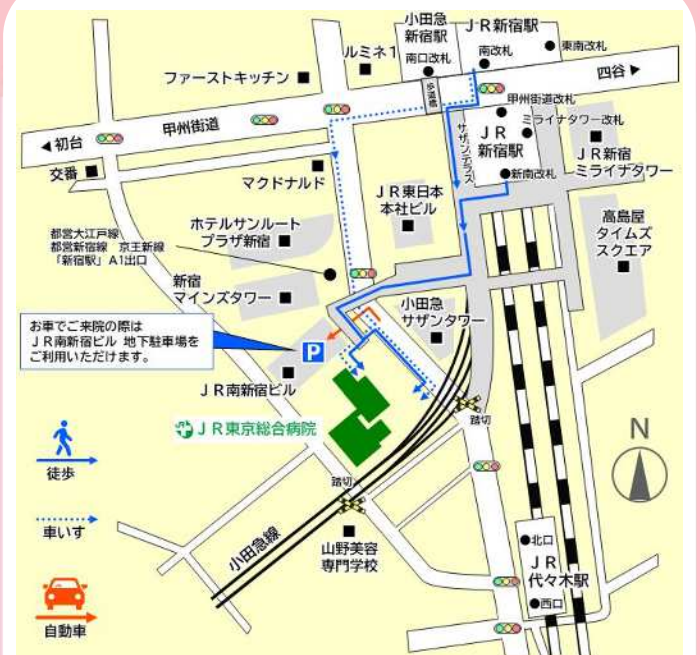 小田急
新宿駅
JR新宿駅
南口改札
南改札
東南改札
ルミネ1
ファーストキッチン
四谷▶
歩道橋
甲州街道改札
ミライナタワー改札
JR
新宿駅
新南改札
サザンテラス
JR新宿
ミライナタワー
甲州街道
◀初台
交番
マクドナルド
JR東日本
本社ビル
ホテルサンルート
プラザ新宿
高島屋
タイムズ
スクエア
都営大江戸線
都営新宿線 京王新線
「新宿駅」A1出口
新宿
マインズタワー
小田急
サザンタワー
お車でご来院の際は
JR南新宿ビル 地下駐車場を
ご利用いただけます。
P
JR南新宿ビル
JR東京総合病院
踏切
徒歩
N
踏切
車いす
小田急線
山野美容
専門学校
北口
JR
代々木駅
西口
自動車